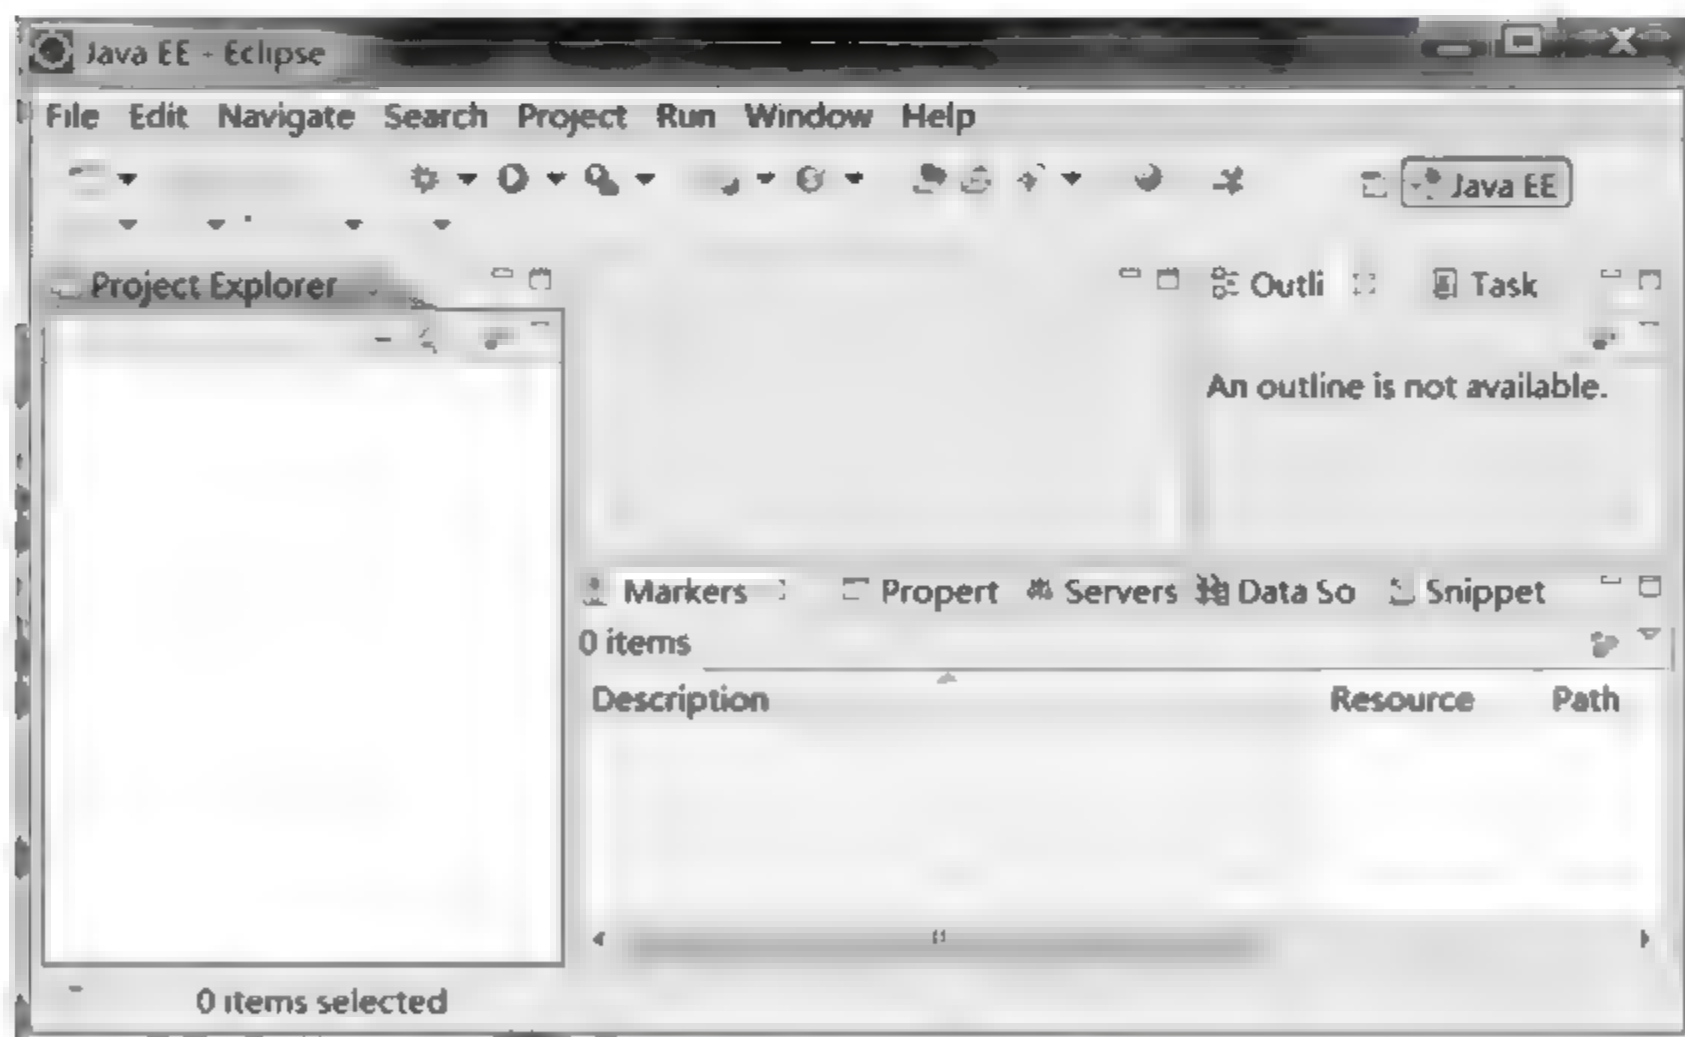 Java EE - Eclipse
File Edit Navigate Search Project Run Window Help
Java EE
Project Explorer
Outli Task
An outline is not available.
Markers Propert Servers Data So Snippet
0 items
Description Resource Path
0 items selected